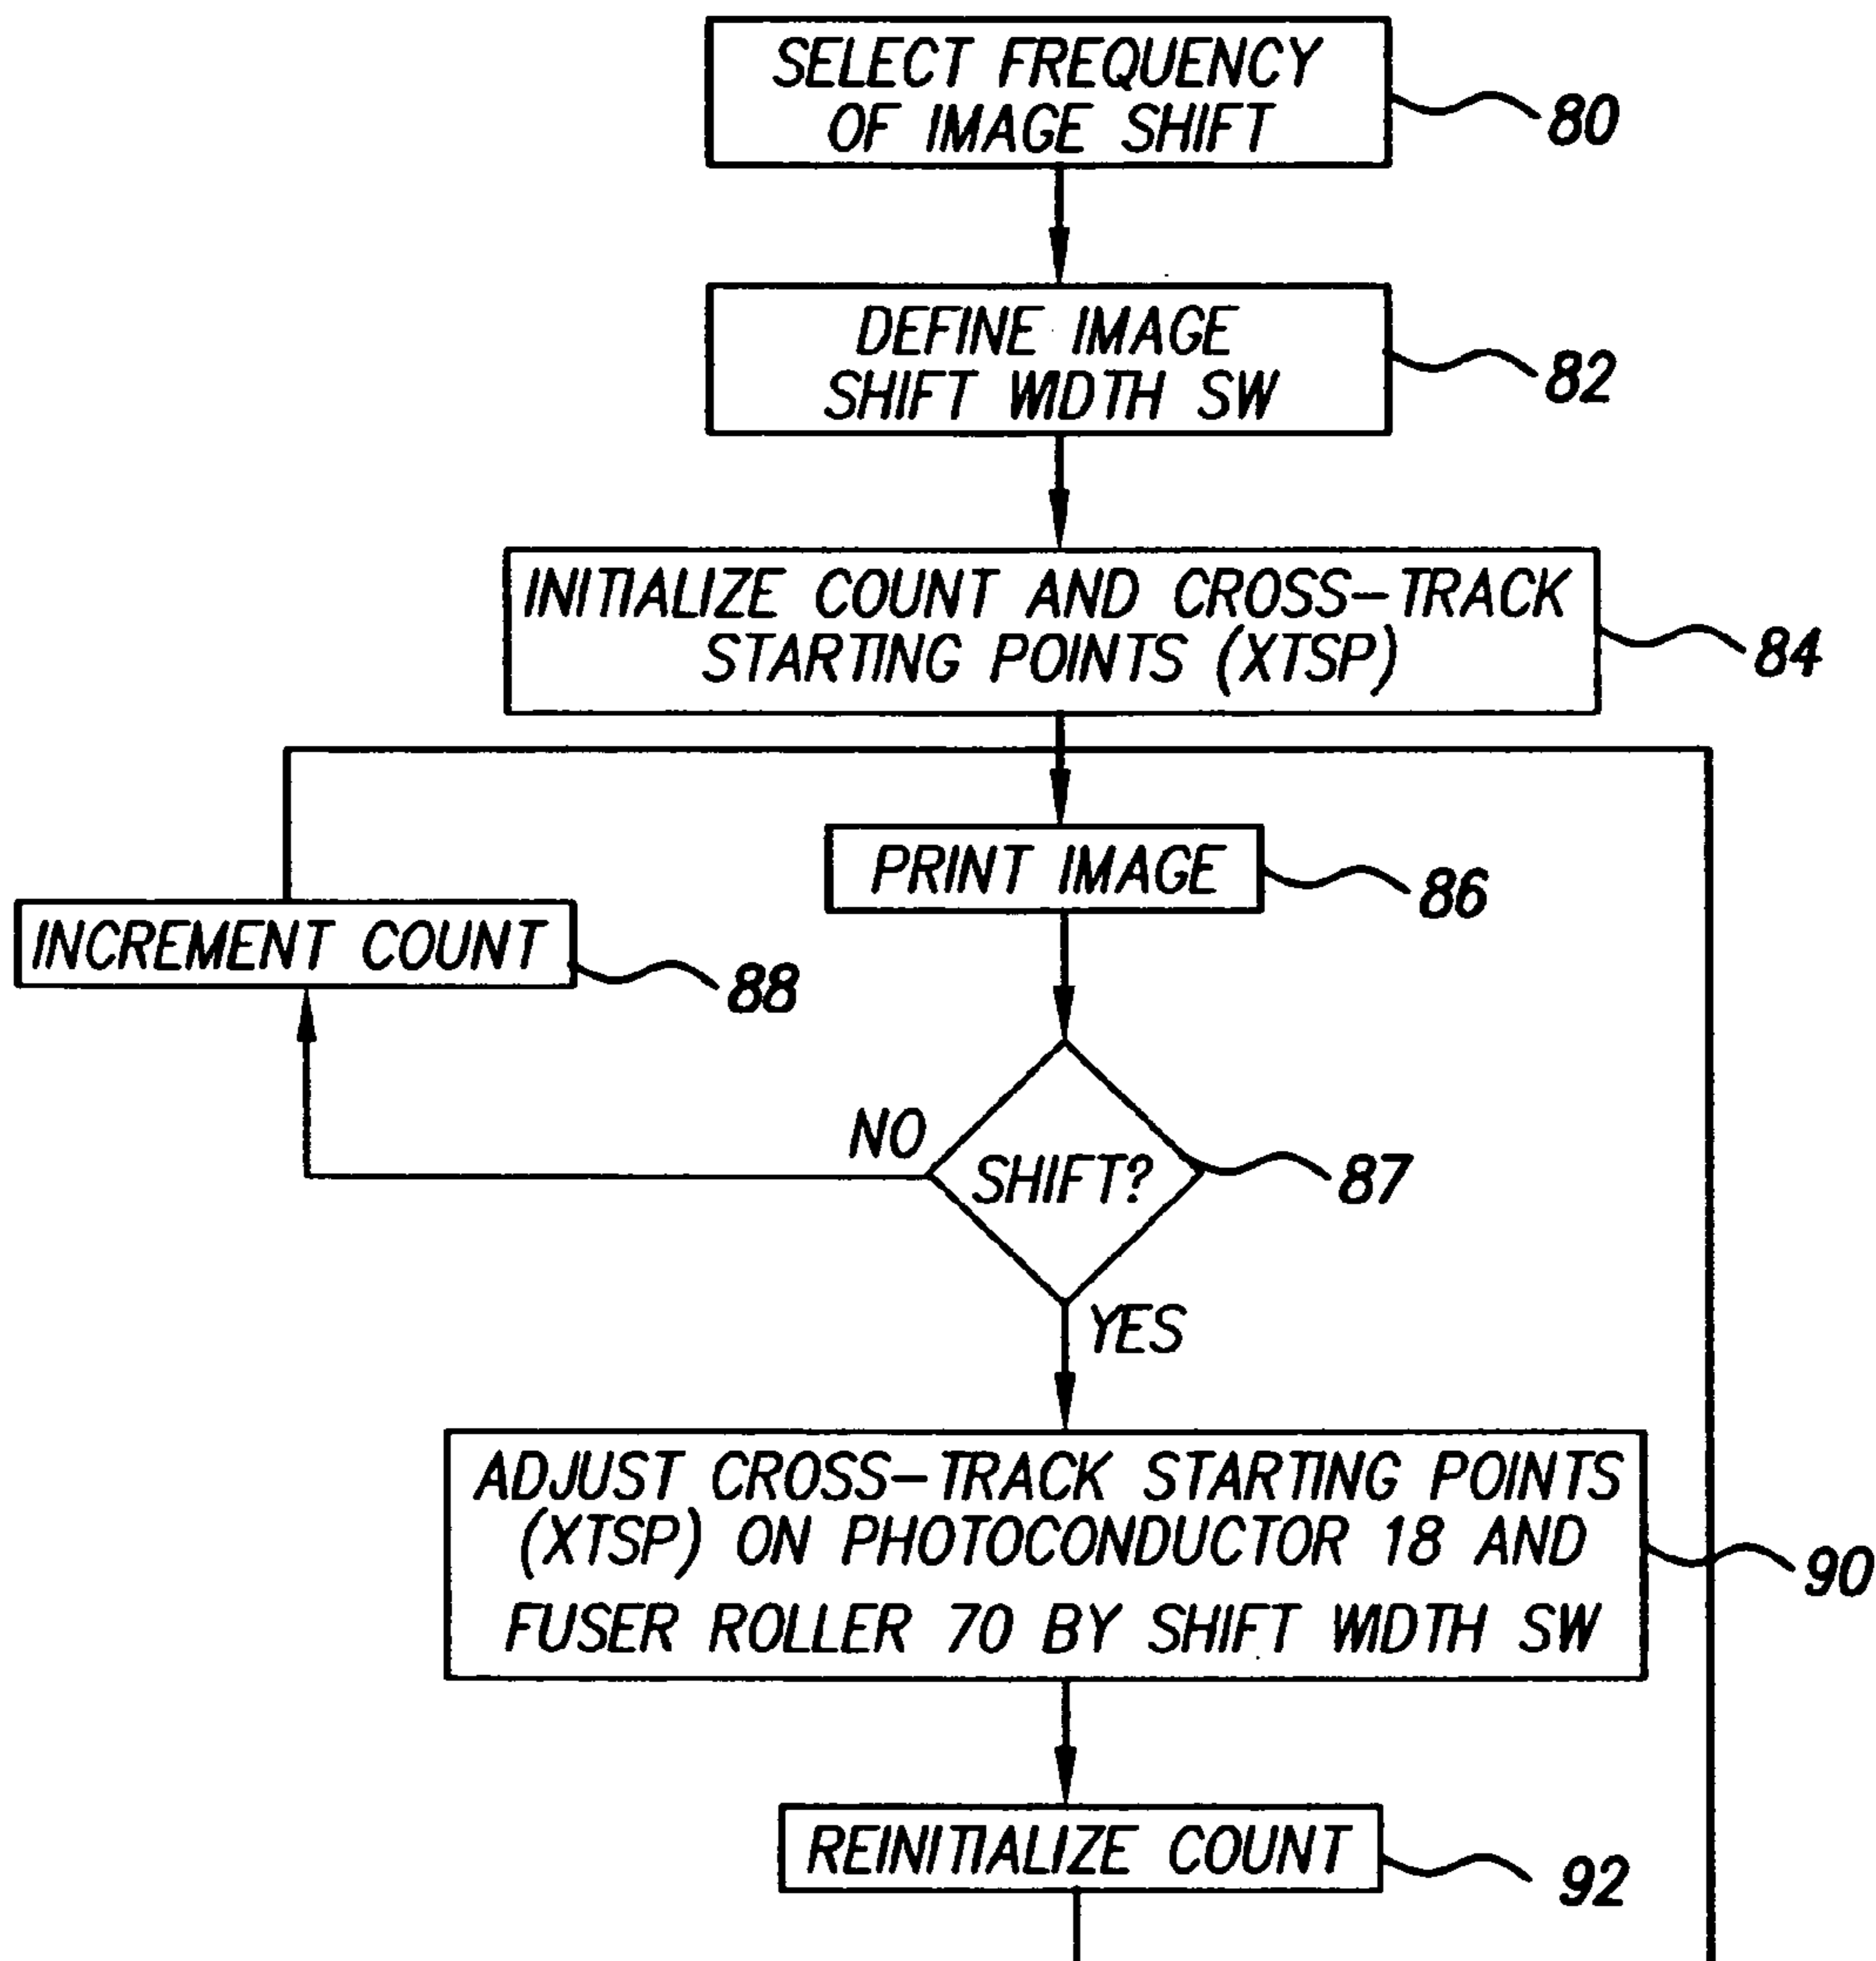 SELECT FREQUENCY
OF IMAGE SHIFT
80
DEFINE IMAGE
SHIFT WIDTH SW
82
INITIALIZE COUNT AND CROSS-TRACK
STARTING POINTS (XTSP)
84
PRINT IMAGE
86
INCREMENT COUNT
88
NO
SHIFT?
87
YES
ADJUST CROSS-TRACK STARTING POINTS
(XTSP) ON PHOTOCONDUCTOR 18 AND
FUSER ROLLER 70 BY SHIFT WIDTH SW
90
REINITIALIZE COUNT
92